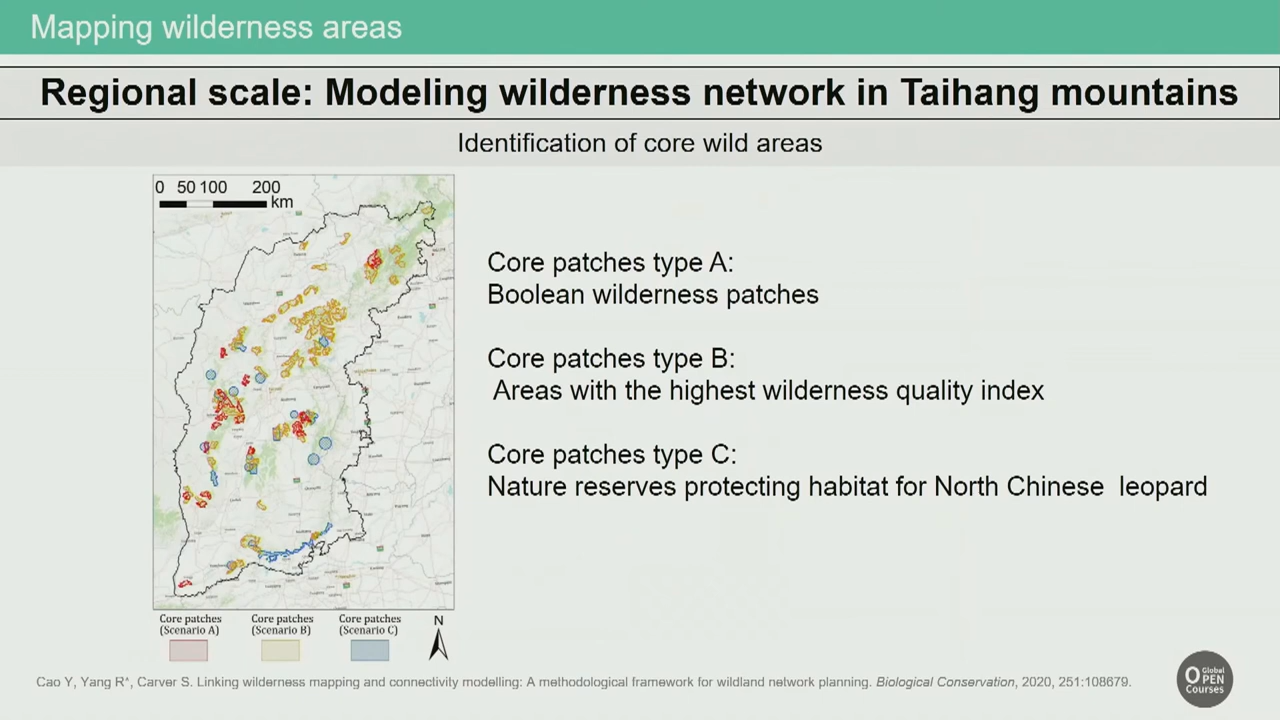 Mapping wilderness areas
Regional scale: Modeling wilderness network in Taihang mountains
Identification of core wild areas
0 50 100 200
km
Core patches type A:
Boolean wilderness patches
Core patches type B:
Areas with the highest wilderness quality index
Core patches type C:
Nature reserves protecting habitat for North Chinese leopard
Core patches
(Scenario A)
Core patches
(Scenario B)
Core patches
(Scenario C)
N
Cao Y, Yang R*, Carver S. Linking wilderness mapping and connectivity modelling: A methodological framework for wildland network planning. Biological Conservation, 2020, 251:108679.
Global
OPEN
Courses